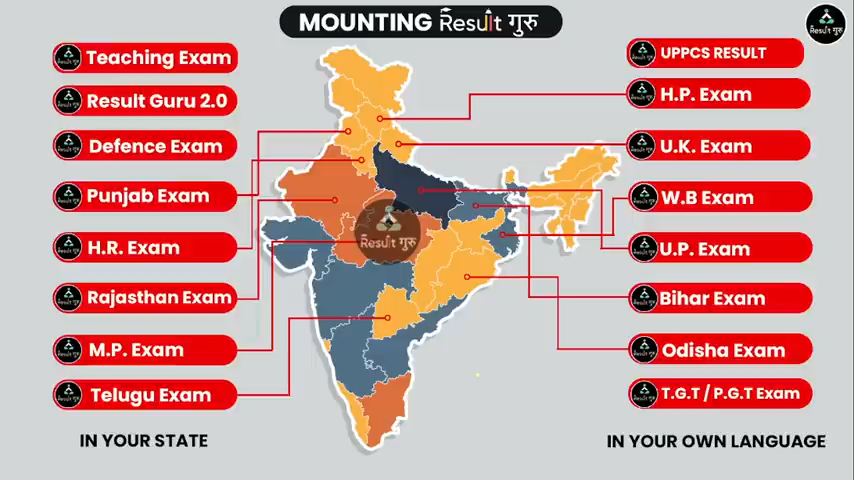 MOUNTING Result गुरु
Result गुरु
Teaching Exam
Result Guru 2.0
Defence Exam
Punjab Exam
H.R. Exam
Rajasthan Exam
M.P. Exam
Telugu Exam
IN YOUR STATE
Result गुरु
UPPCS RESULT
H.P. Exam
U.K. Exam
W.B Exam
U.P. Exam
Bihar Exam
Odisha Exam
T.G.T / P.G.T Exam
IN YOUR OWN LANGUAGE